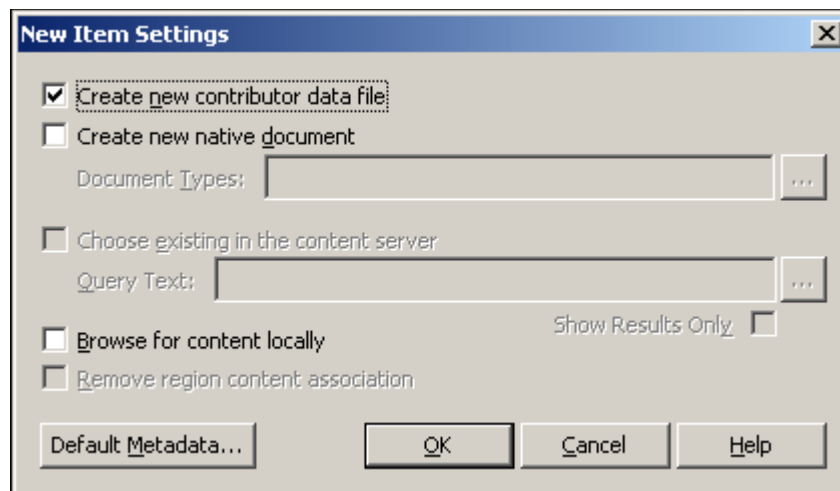 New Item Settings
Create new contributor data file
Create new native document
Document Types:
...
Choose existing in the content server
Query Text:
...
Show Results Only
Browse for content locally
Remove region content association
Default Metadata... OK Cancel Help